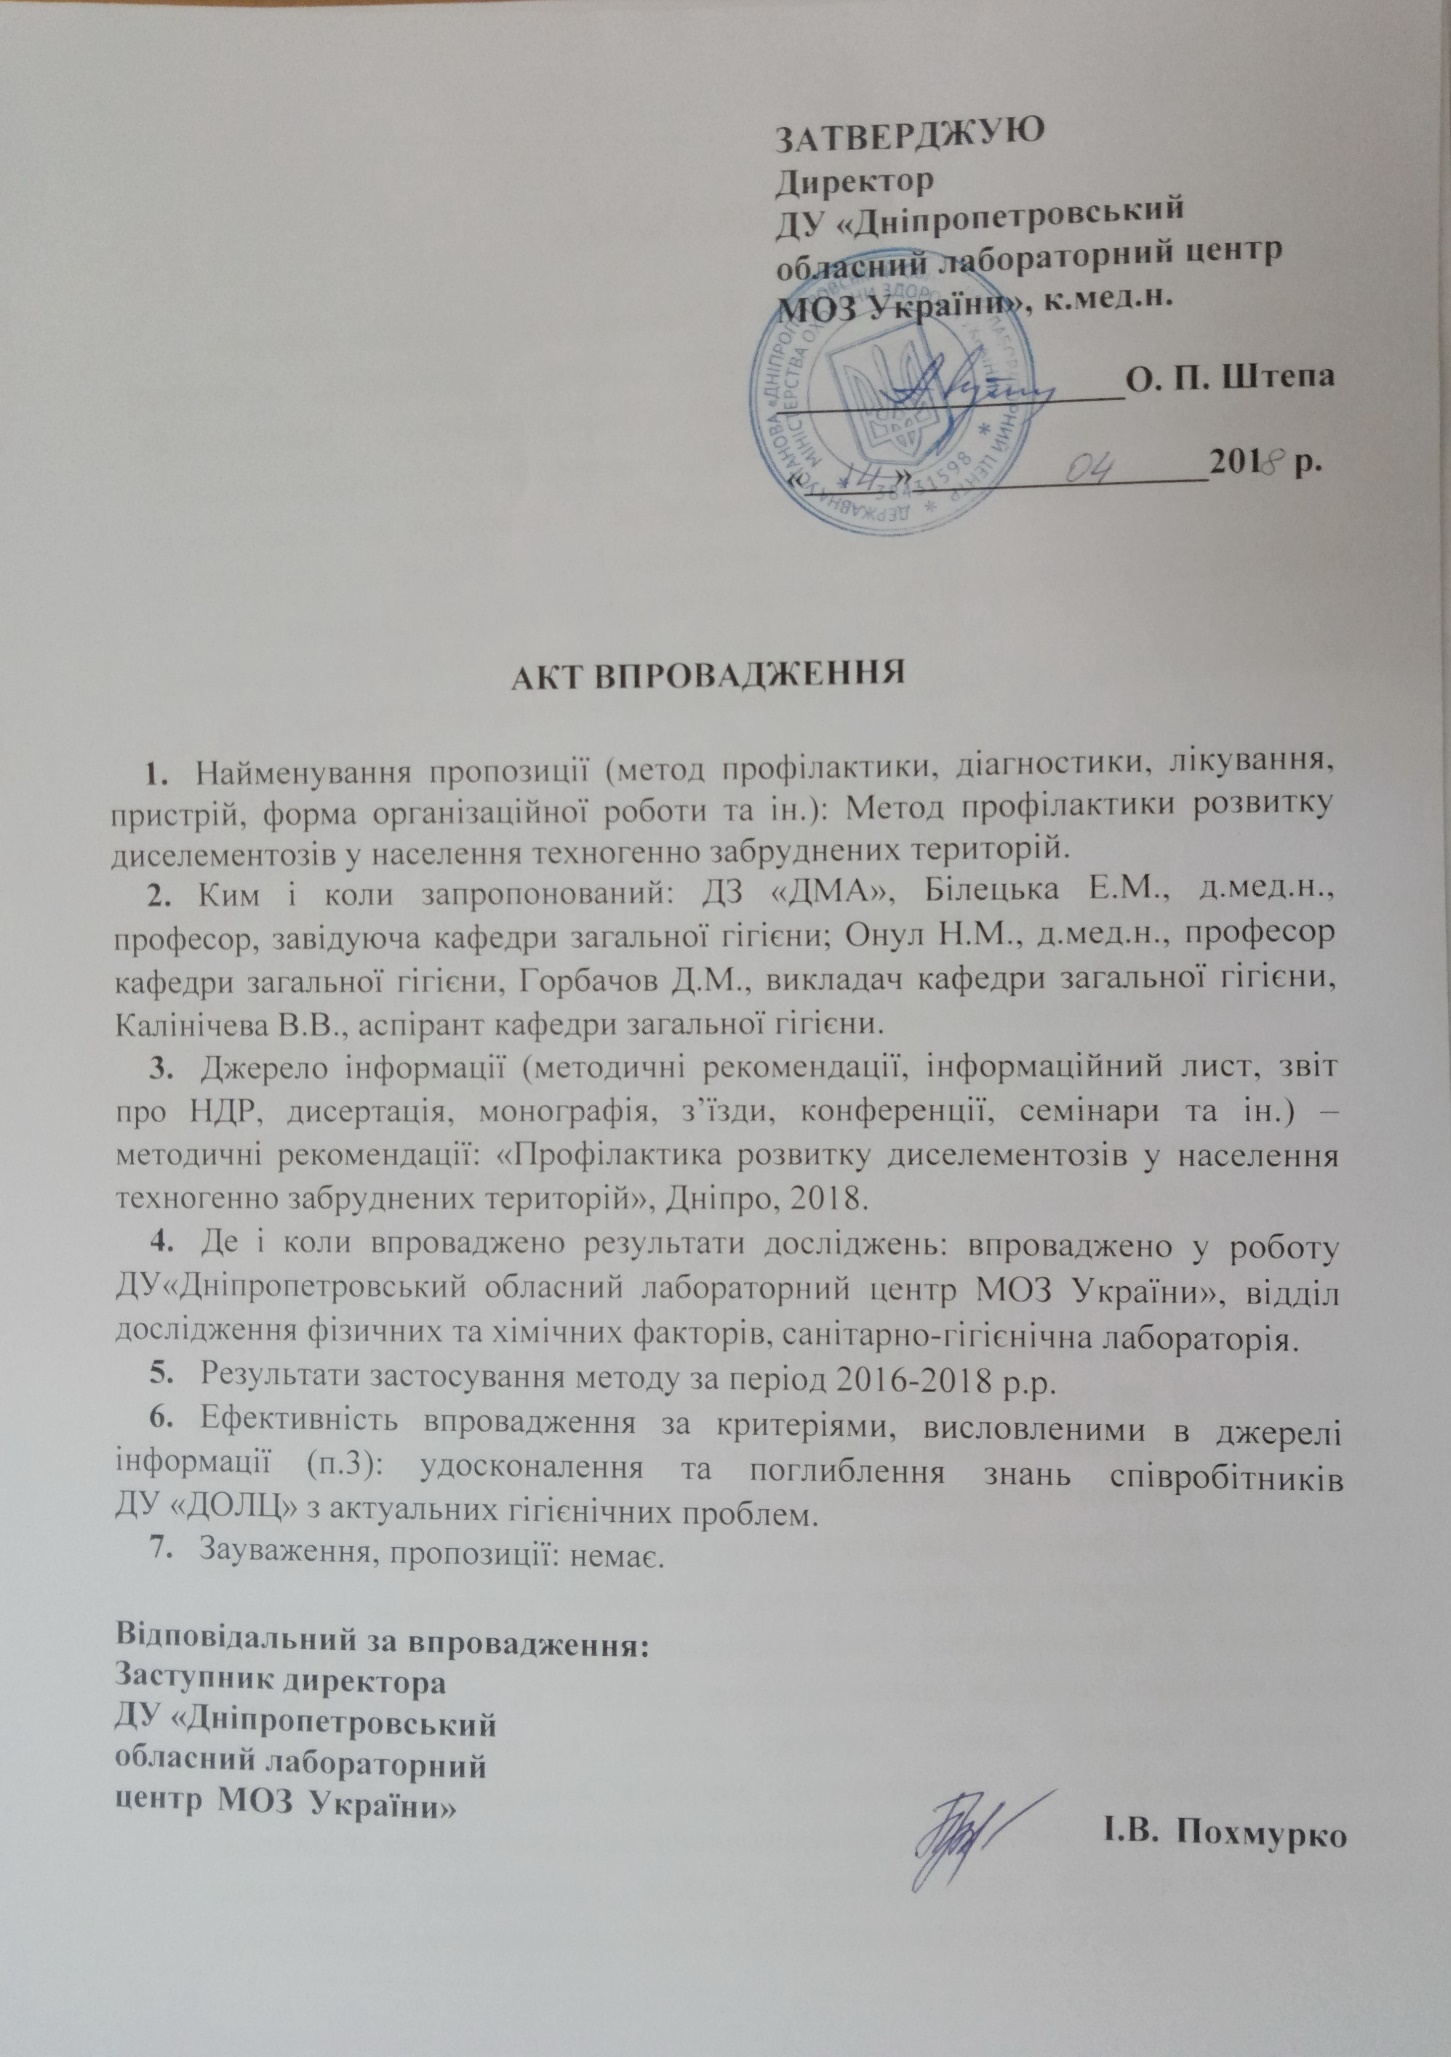 ЗАТВЕРДЖУЮ
Директор
ДУ «Дніпропетровський
обласний лабораторний центр
МОЗ України», к.мед.н.
О. П. Штепа
«14» 04 2018 р.
38431598
АКТ ВПРОВАДЖЕННЯ
1. Найменування пропозиції (метод профілактики, діагностики, лікування,
пристрій, форма організаційної роботи та ін.): Метод профілактики розвитку
диселементозів у населення техногенно забруднених територій.
2. Ким і коли запропонований: ДЗ «ДМА», Білецька Е.М., д.мед.н.,
професор, завідуюча кафедри загальної гігієни; Онул Н.М., д.мед.н., професор
кафедри загальної гігієни, Горбачов Д.М., викладач кафедри загальної гігієни,
Калінічева В.В., аспірант кафедри загальної гігієни.
3. Джерело інформації (методичні рекомендації, інформаційний лист, звіт
про НДР, дисертація, монографія, з’їзди, конференції, семінари та ін.) –
методичні рекомендації: «Профілактика розвитку диселементозів у населення
техногенно забруднених територій», Дніпро, 2018.
4. Де і коли впроваджено результати досліджень: впроваджено у роботу
ДУ«Дніпропетровський обласний лабораторний центр МОЗ України», відділ
дослідження фізичних та хімічних факторів, санітарно-гігієнічна лабораторія.
5. Результати застосування методу за період 2016-2018 р.р.
6. Ефективність впровадження за критеріями, висловленими в джерелі
інформації (п.3): удосконалення та поглиблення знань співробітників
ДУ «ДОЛЦ» з актуальних гігієнічних проблем.
7. Зауваження, пропозиції: немає.
Відповідальний за впровадження:
Заступник директора
ДУ «Дніпропетровський
обласний лабораторний
центр МОЗ України»
І.В. Похмурко